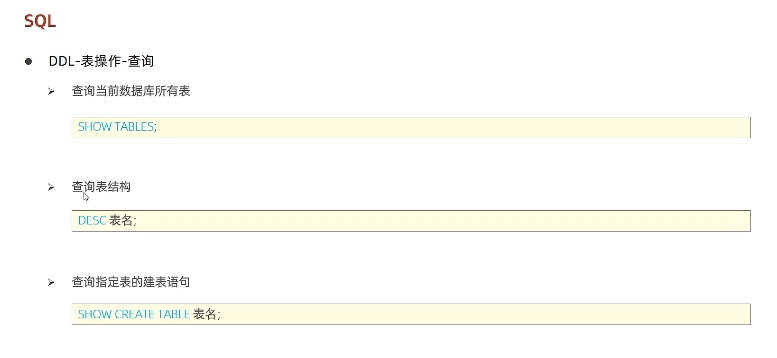 SQL
DDL-表操作-查询
查询当前数据库所有表
SHOW TABLES;
查询表结构
DESC 表名;
查询指定表的建表语句
SHOW CREATE TABLE 表名;